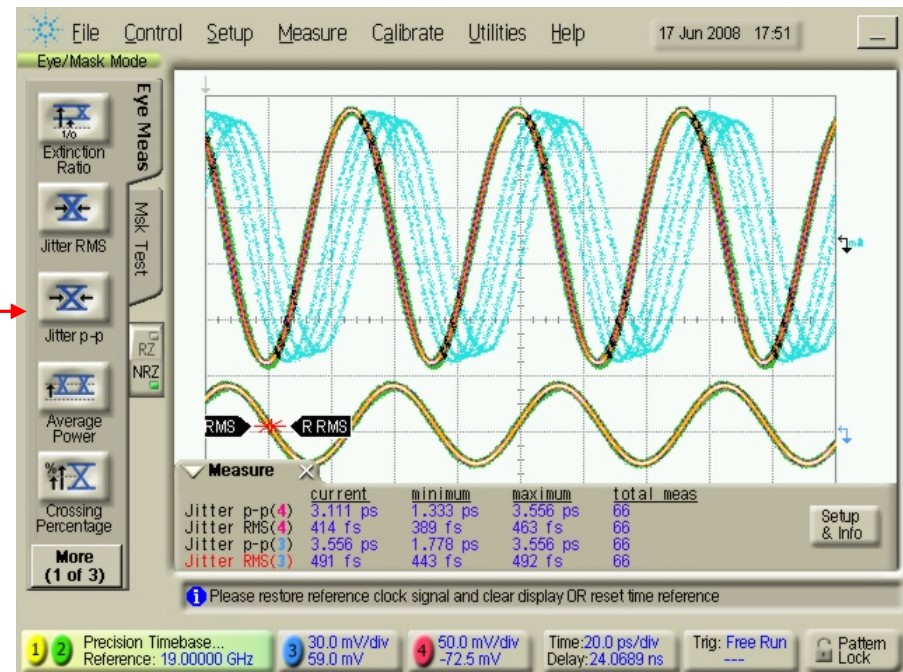 File Control Setup Measure Calibrate Utilities Help 17 Jun 2008 17:51
Eye/Mask Mode
Eye Meas
Msk Test
1/0
Extinction
Ratio
Jitter RMS
Jitter p-p
RZ
NRZ
Average
Power
%
Crossing
Percentage
More
(1 of 3)
RMS R RMS
Measure
current minimum maximum total meas
Jitter p-p(4) 3.111 ps 1.333 ps 3.556 ps 66
Jitter RMS(4) 414 fs 389 fs 463 fs 66
Jitter p-p(3) 3.556 ps 1.778 ps 3.556 ps 66
Jitter RMS(3) 491 fs 443 fs 492 fs 66
Setup
& Info
Please restore reference clock signal and clear display OR reset time reference
1 2 Precision Timebase...
Reference: 19.00000 GHz
3 30.0 mV/div
59.0 mV
4 50.0 mV/div
-72.5 mV
Time:20.0 ps/div
Delay:24.0689 ns
Trig: Free Run
---
Pattern
Lock